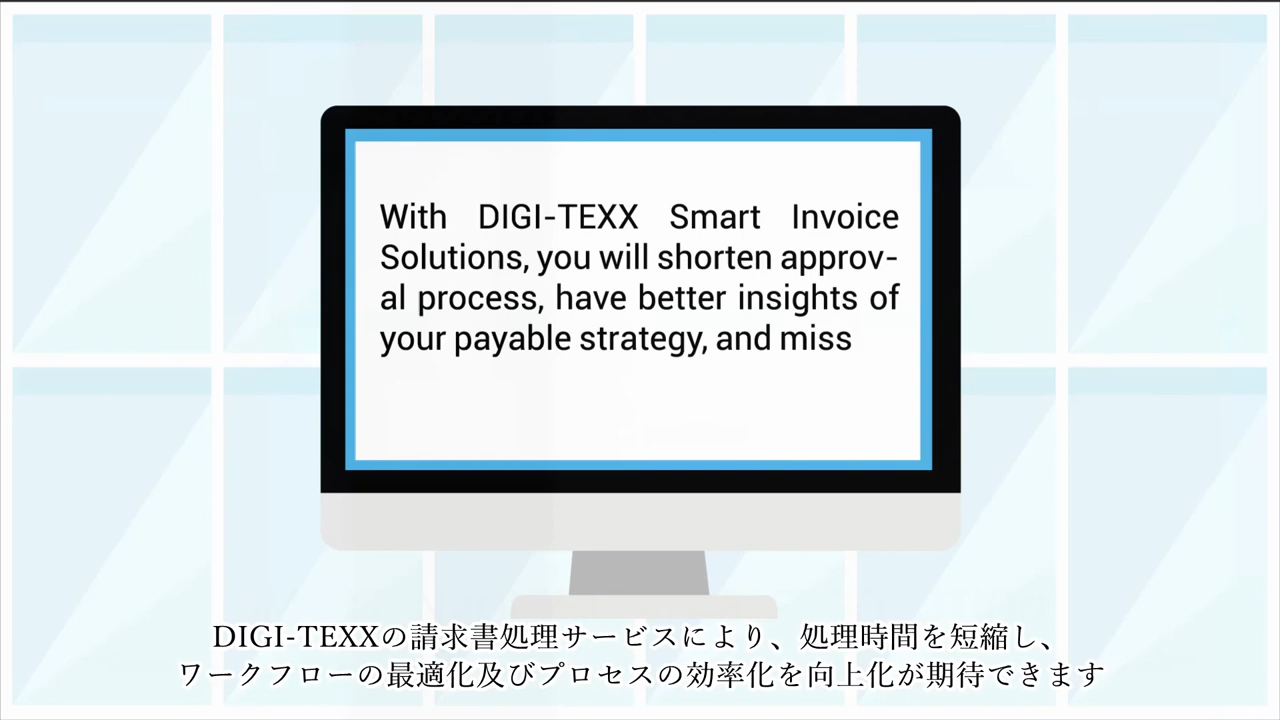 With DIGI-TEXX Smart Invoice
Solutions, you will shorten approv-
al process, have better insights of
your payable strategy, and miss
DIGI-TEXXの請求書処理サービスにより、処理時間を短縮し、
ワークフローの最適化及びプロセスの効率化を向上化が期待できます